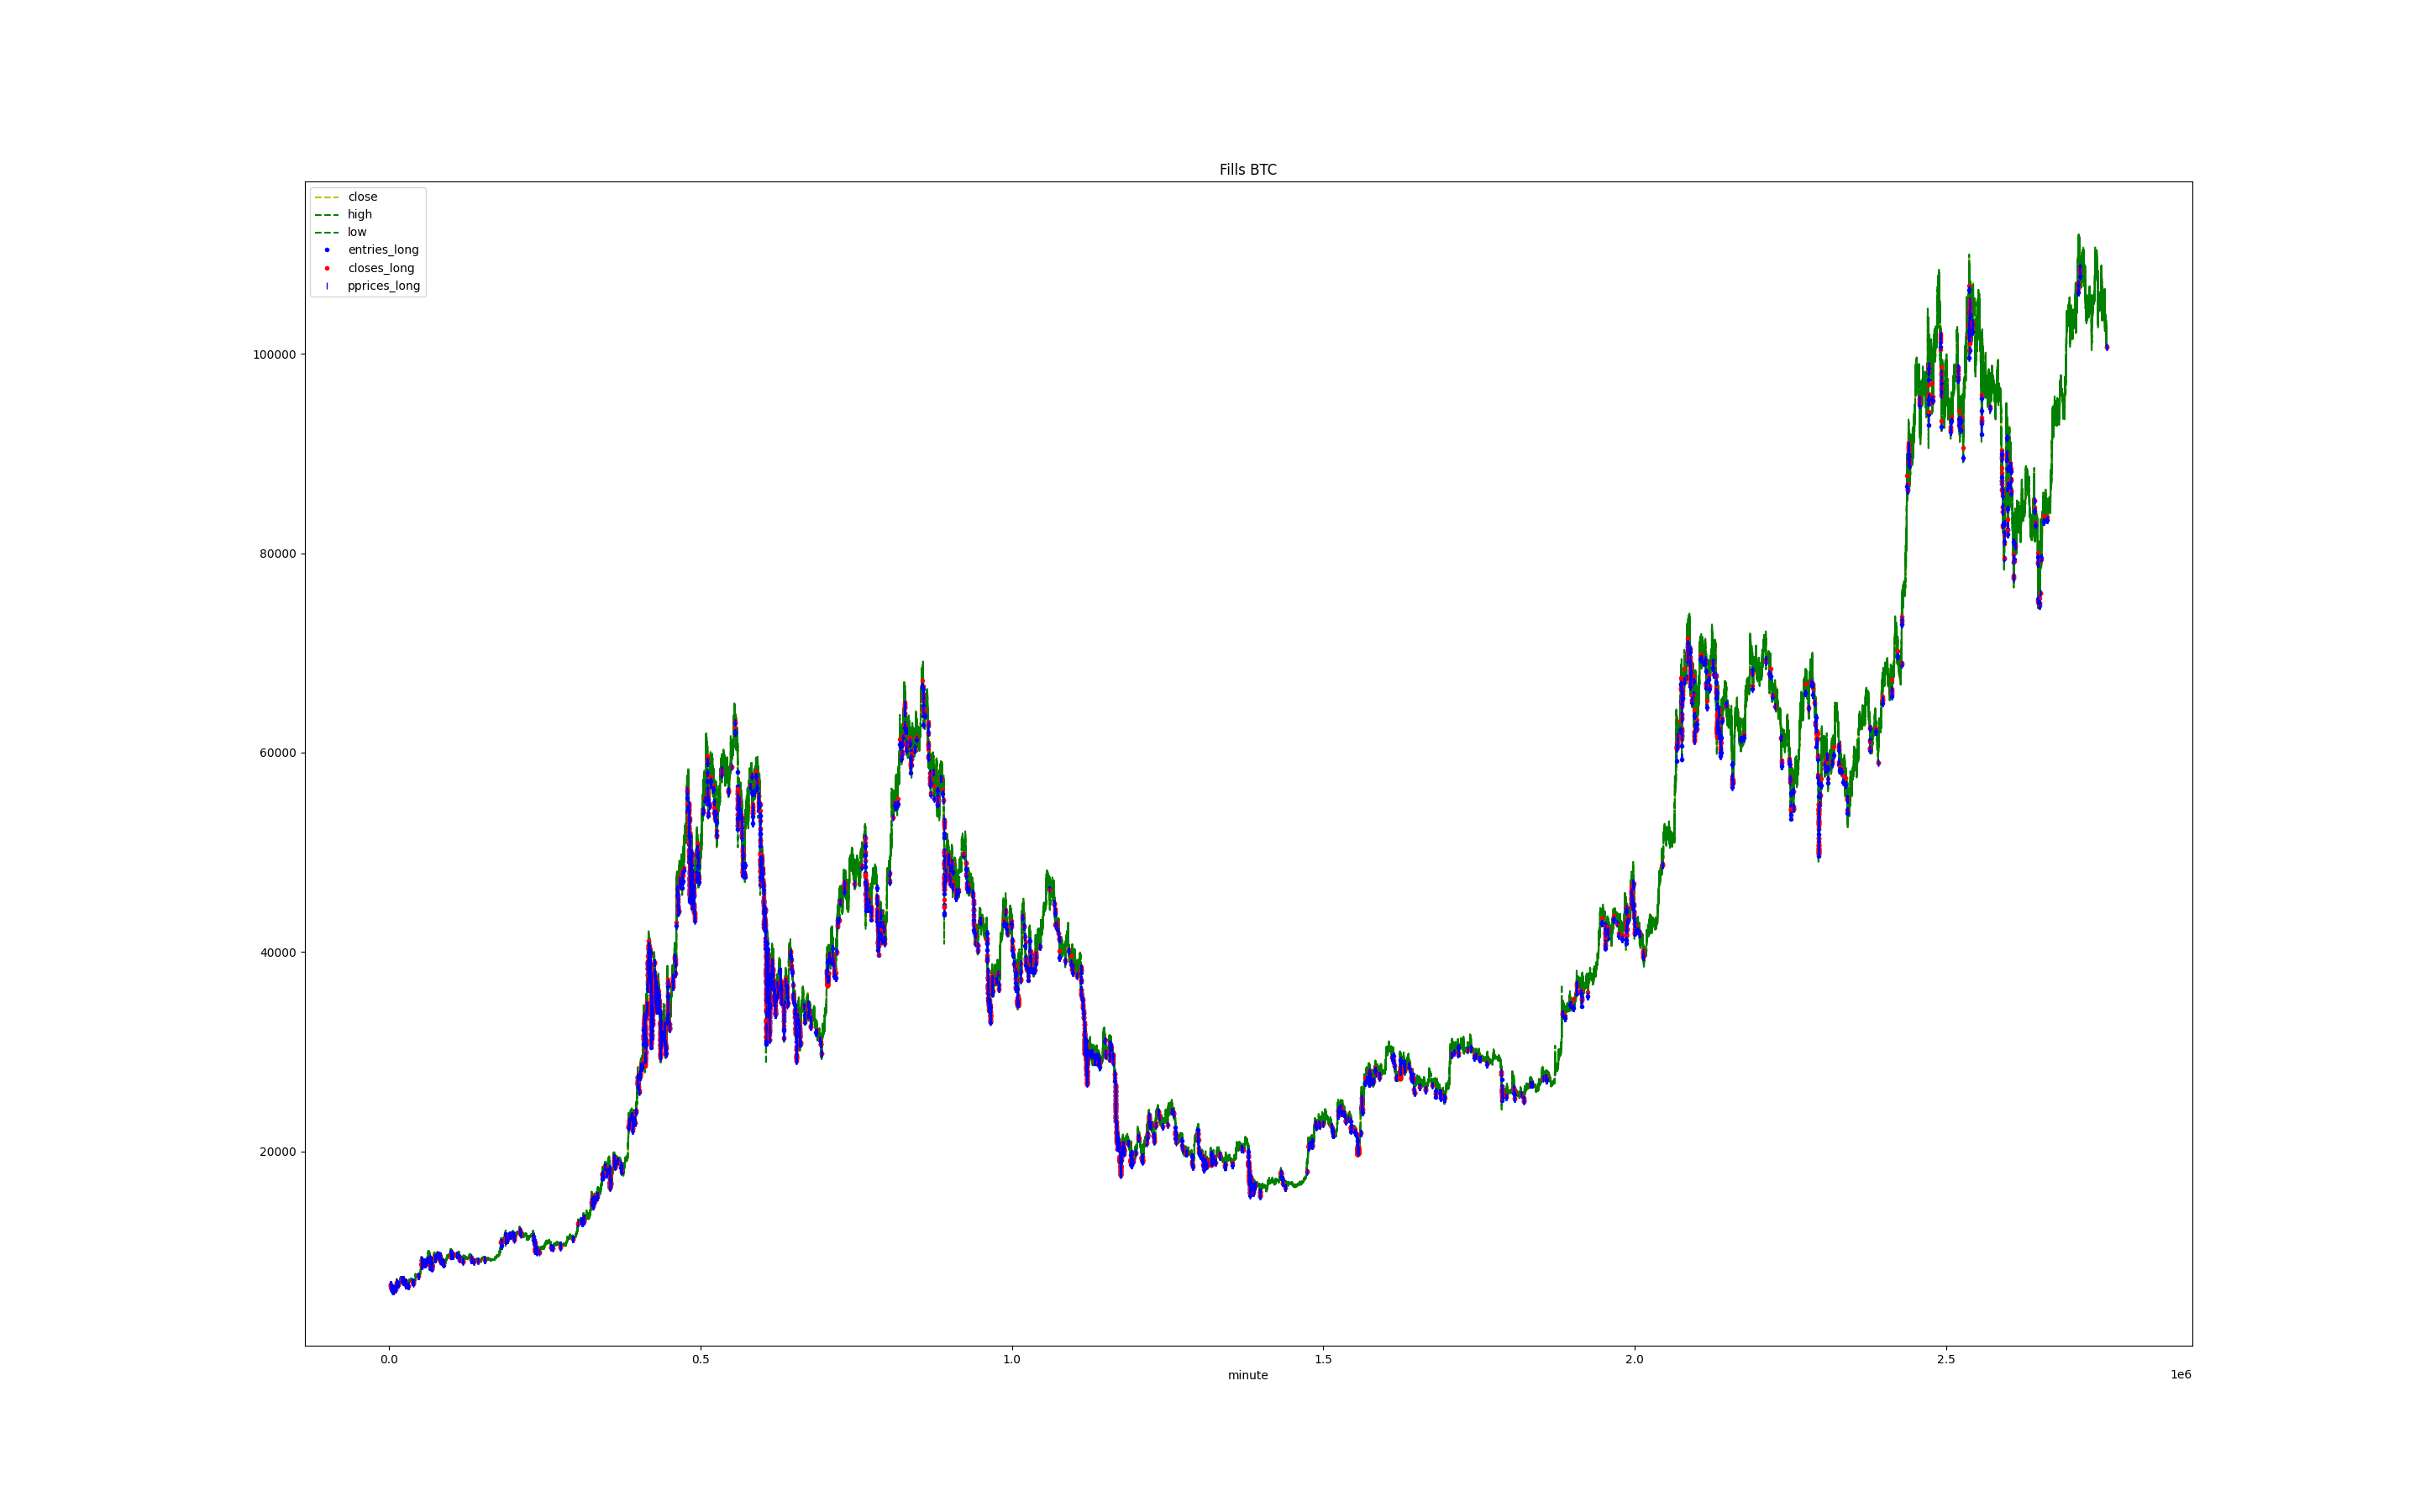 Fills BTC
close
high
low
entries_long
closes_long
pprices_long
100000
80000
60000
40000
20000
0.0 0.5 1.0 1.5 2.0 2.5
minute
1e6